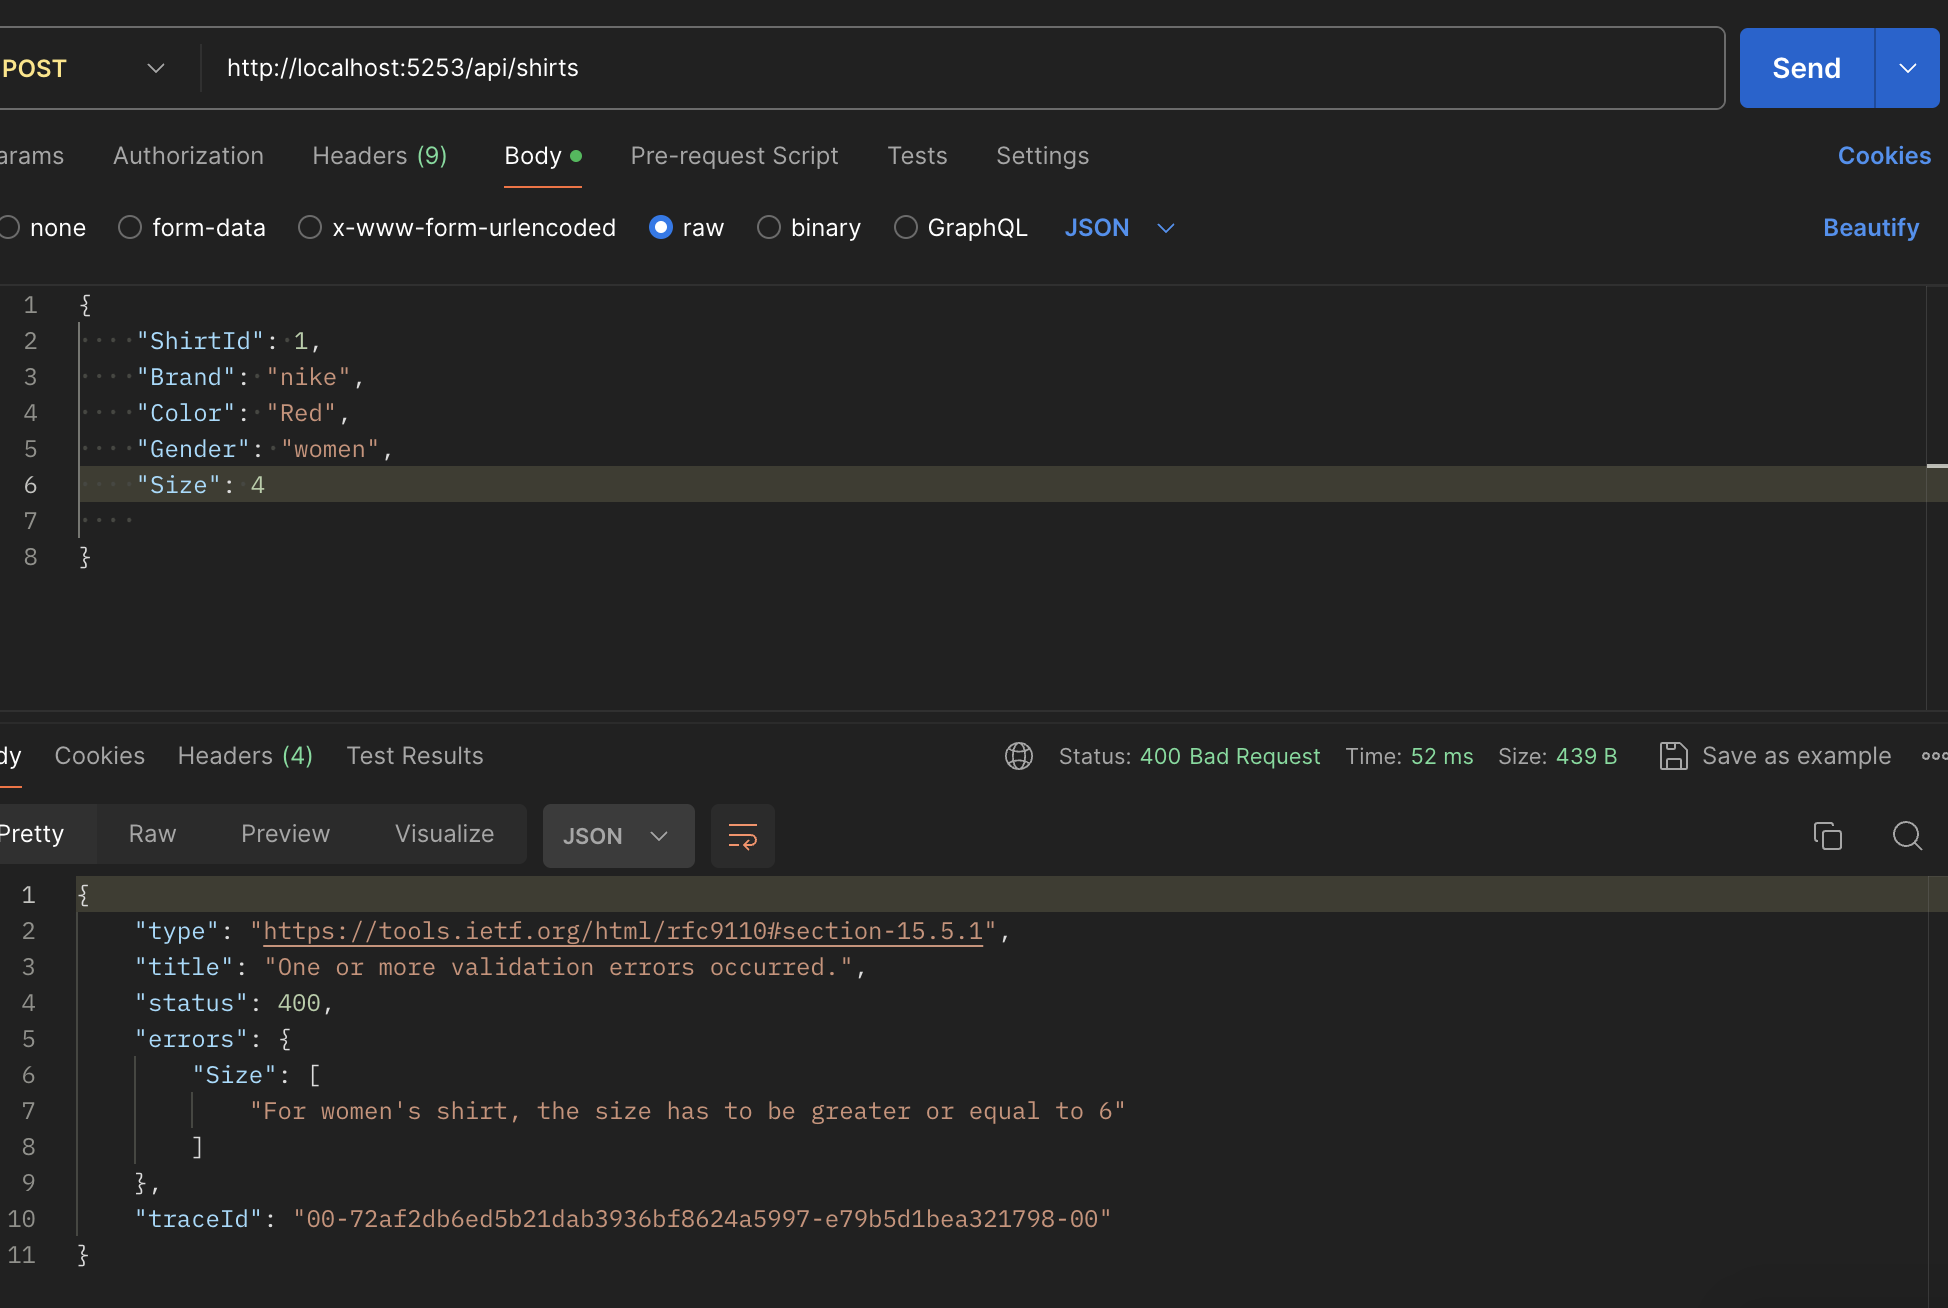 POST http://localhost:5253/api/shirts Send
arams Authorization Headers (9) Body Pre-request Script Tests Settings Cookies
none form-data x-www-form-urlencoded raw binary GraphQL JSON Beautify
1 {
2 "ShirtId": 1,
3 "Brand": "nike",
4 "Color": "Red",
5 "Gender": "women",
6 "Size": 4
7
8 }
dy Cookies Headers (4) Test Results Status: 400 Bad Request Time: 52 ms Size: 439 B Save as example
Pretty Raw Preview Visualize JSON
1 {
2 "type": "https://tools.ietf.org/html/rfc9110#section-15.5.1",
3 "title": "One or more validation errors occurred.",
4 "status": 400,
5 "errors": {
6 "Size": [
7 "For women's shirt, the size has to be greater or equal to 6"
8 ]
9 },
10 "traceId": "00-72af2db6ed5b21dab3936bf8624a5997-e79b5d1bea321798-00"
11 }